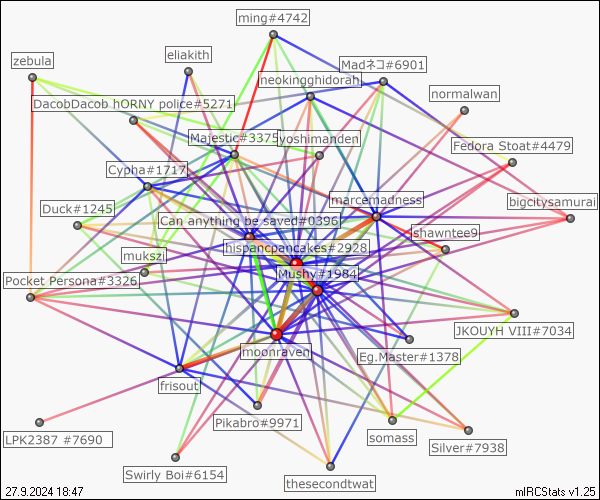 ming#4742
zebula
eliakith
Madネコ#6901
neokingghidorah
normalwan
DacobDacob hORNY police#5271
Majestic#3375
yoshimanden
Fedora Stoat#4479
Cypha#1717
marcemadness
bigcitysamurai
Duck#1245
Can anything be saved#0396
shawntee9
hispancpancakes#2928
mukszi
Mushy#1984
Pocket Persona#3326
JKOUYH VIII#7034
moonraven
Eg.Master#1378
frisout
Pikabro#9971
somass
LPK2387 #7690
Silver#7938
Swirly Boi#6154
thesecondtwat
27.9.2024 18:47
mIRCStats v1.25